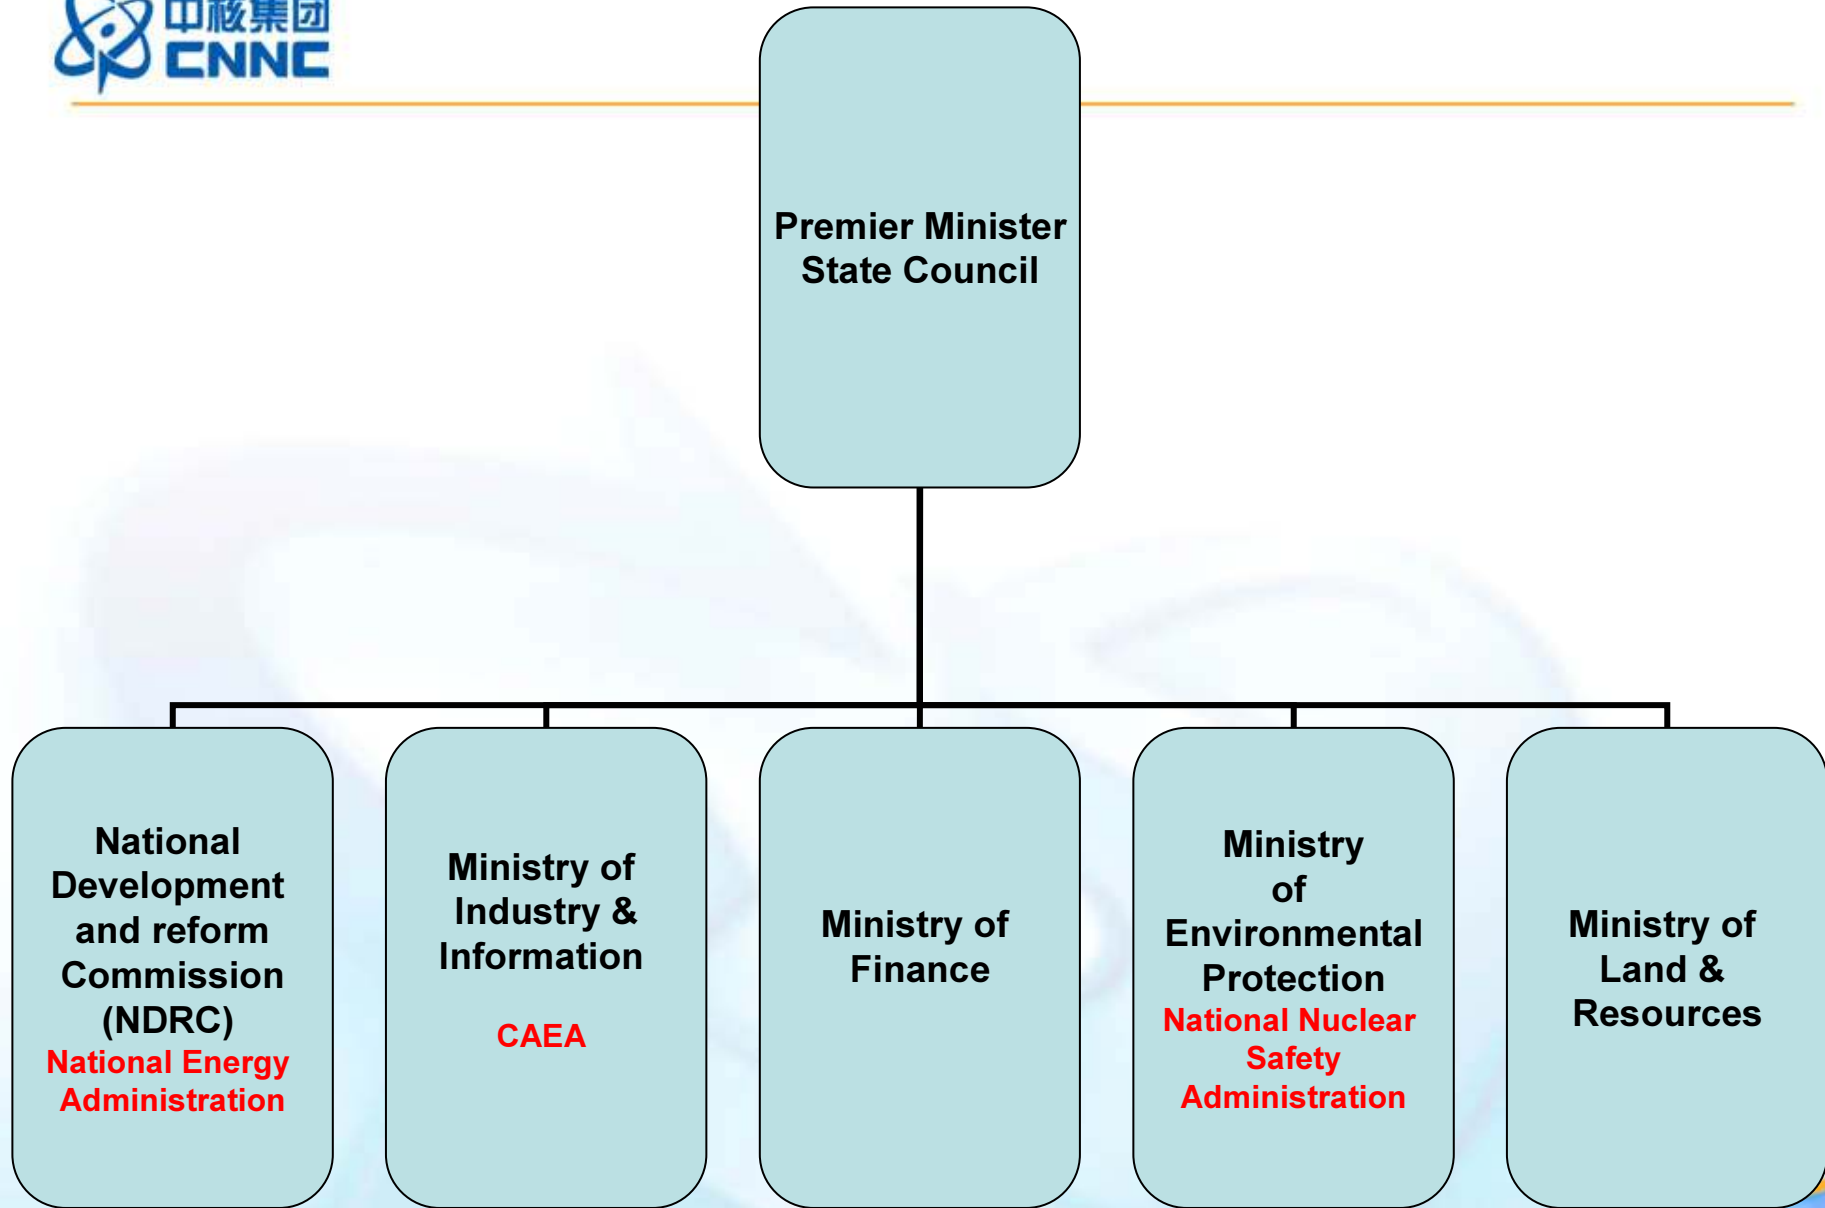 中核集团
CNNC
Premier Minister
State Council
National
Development
and reform
Commission
(NDRC)
National Energy
Administration
Ministry of
Industry &
Information
CAEA
Ministry of
Finance
Ministry
of
Environmental
Protection
National Nuclear
Safety
Administration
Ministry of
Land &
Resources